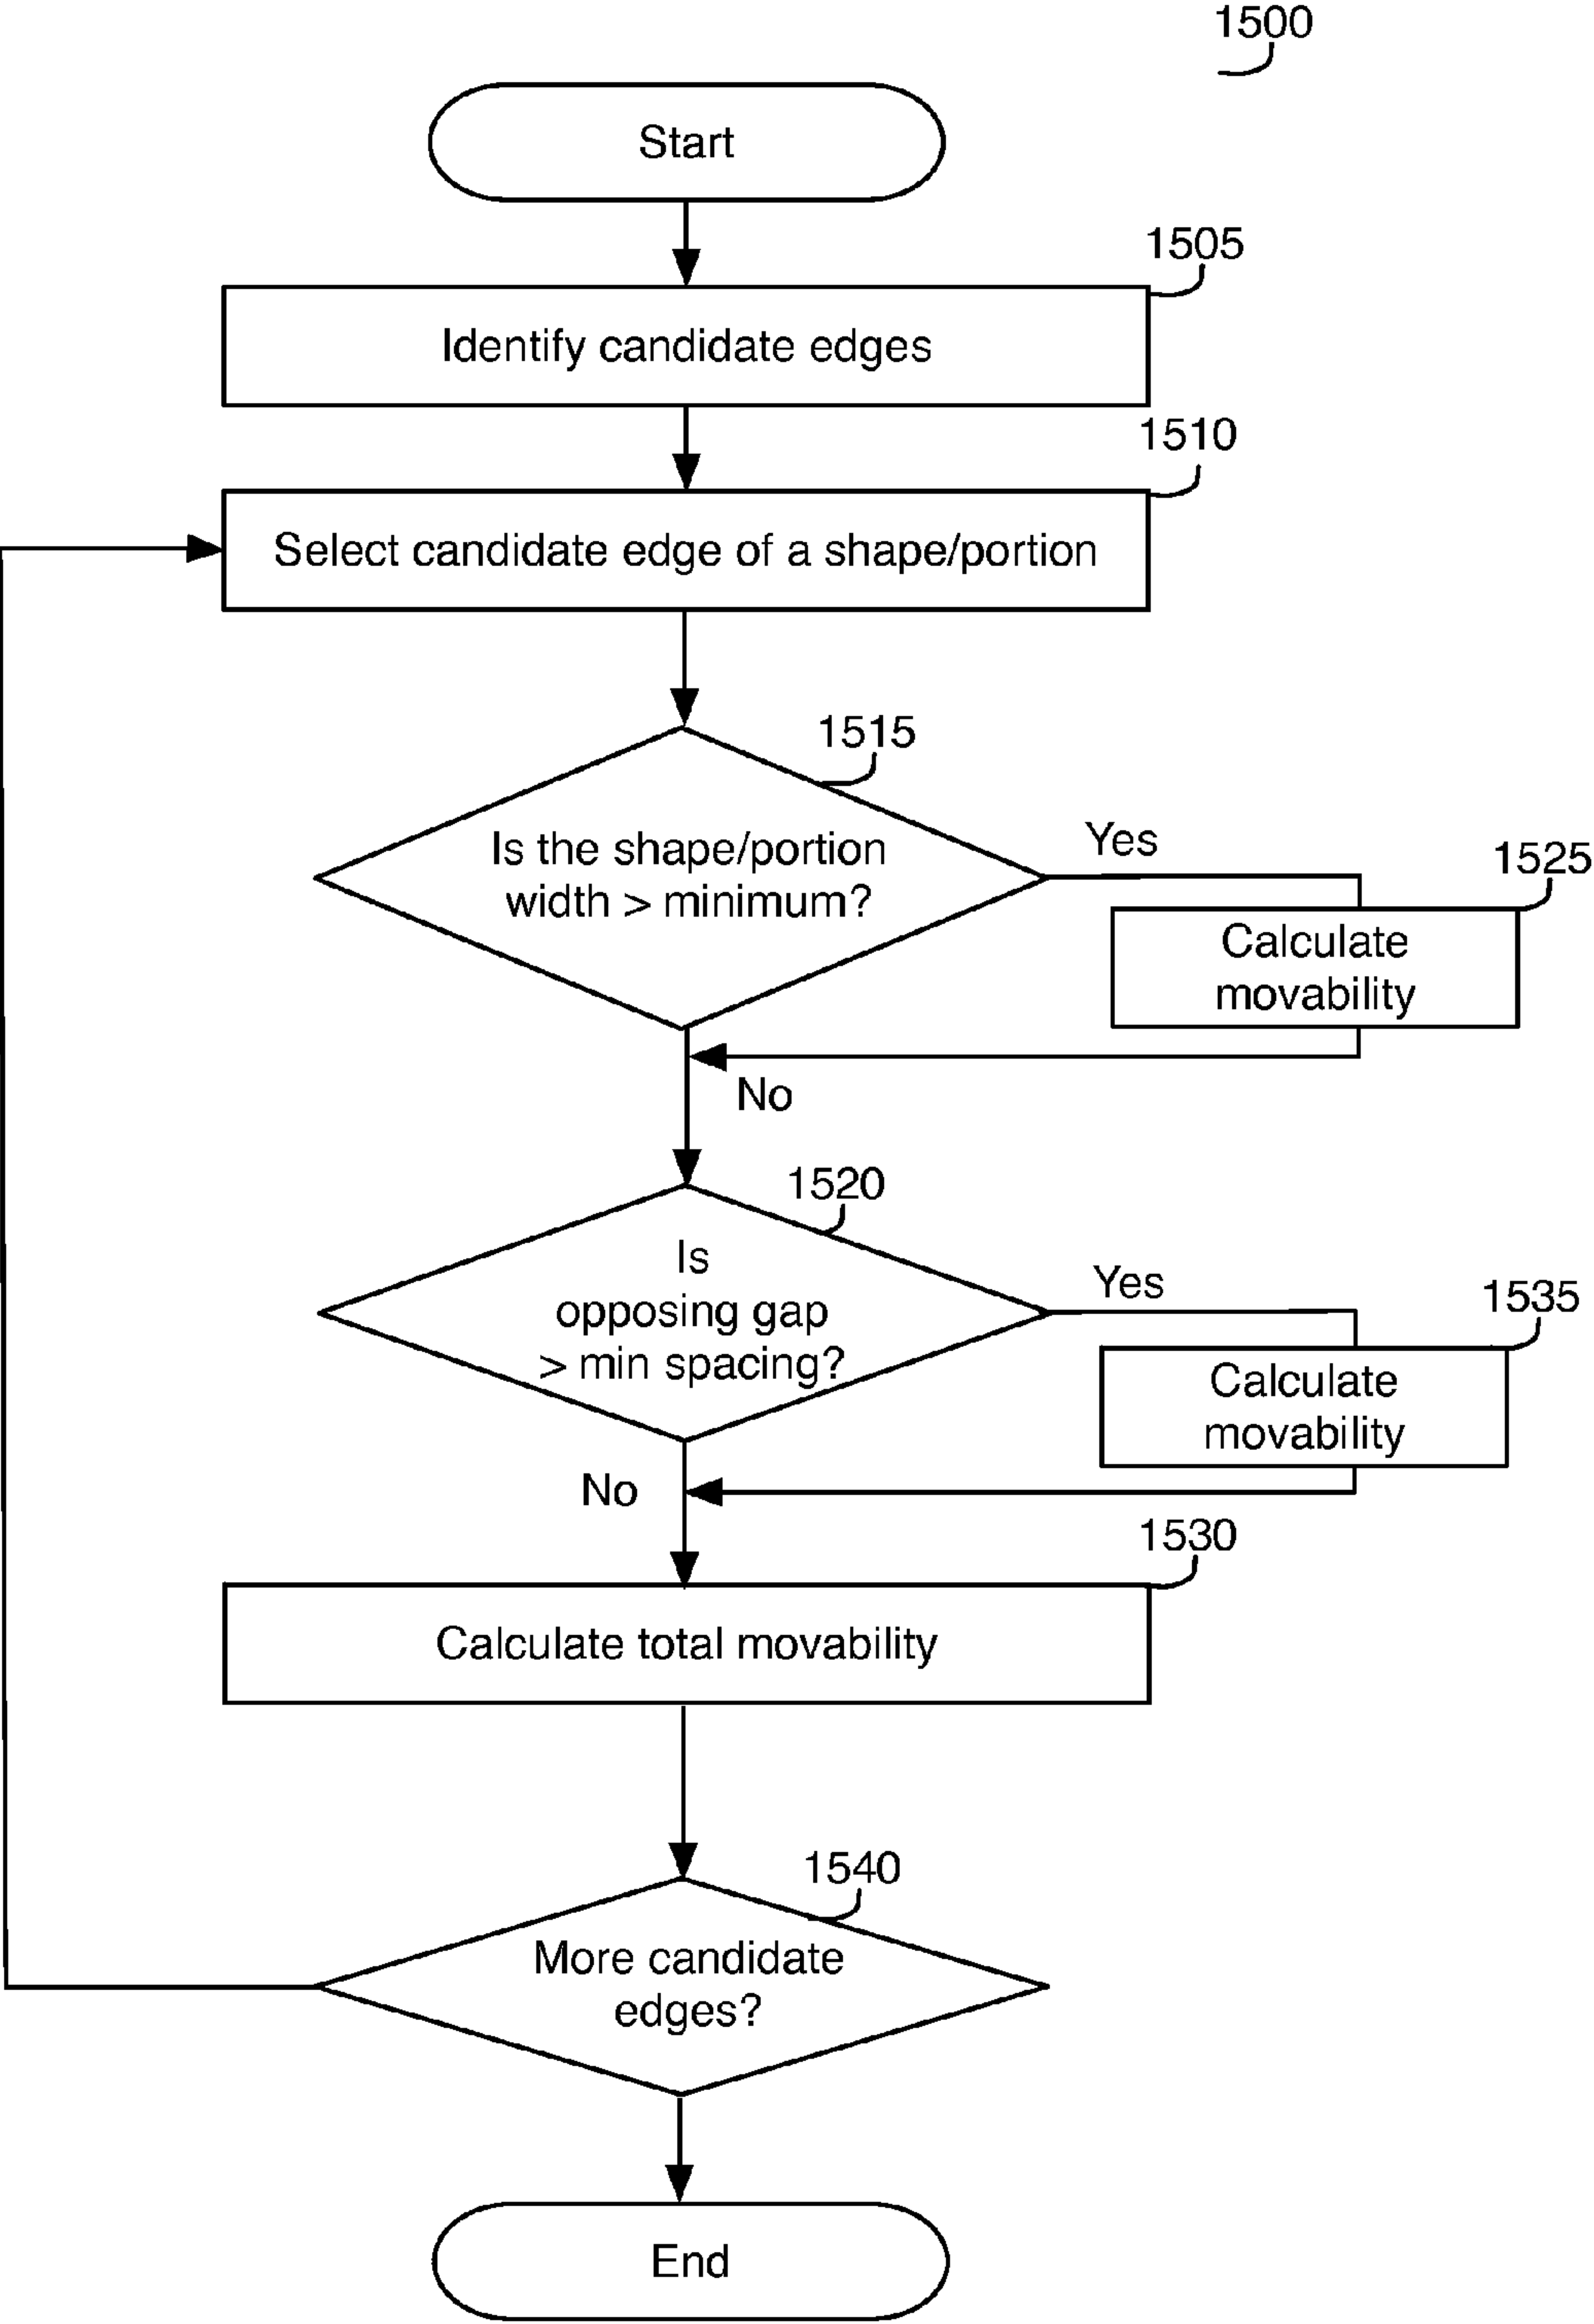 1500
Start
1505
Identify candidate edges
1510
Select candidate edge of a shape/portion
1515
Is the shape/portion
width > minimum?
Yes
1525
Calculate
movability
No
1520
Is
opposing gap
> min spacing?
Yes
1535
Calculate
movability
No
1530
Calculate total movability
1540
More candidate
edges?
End